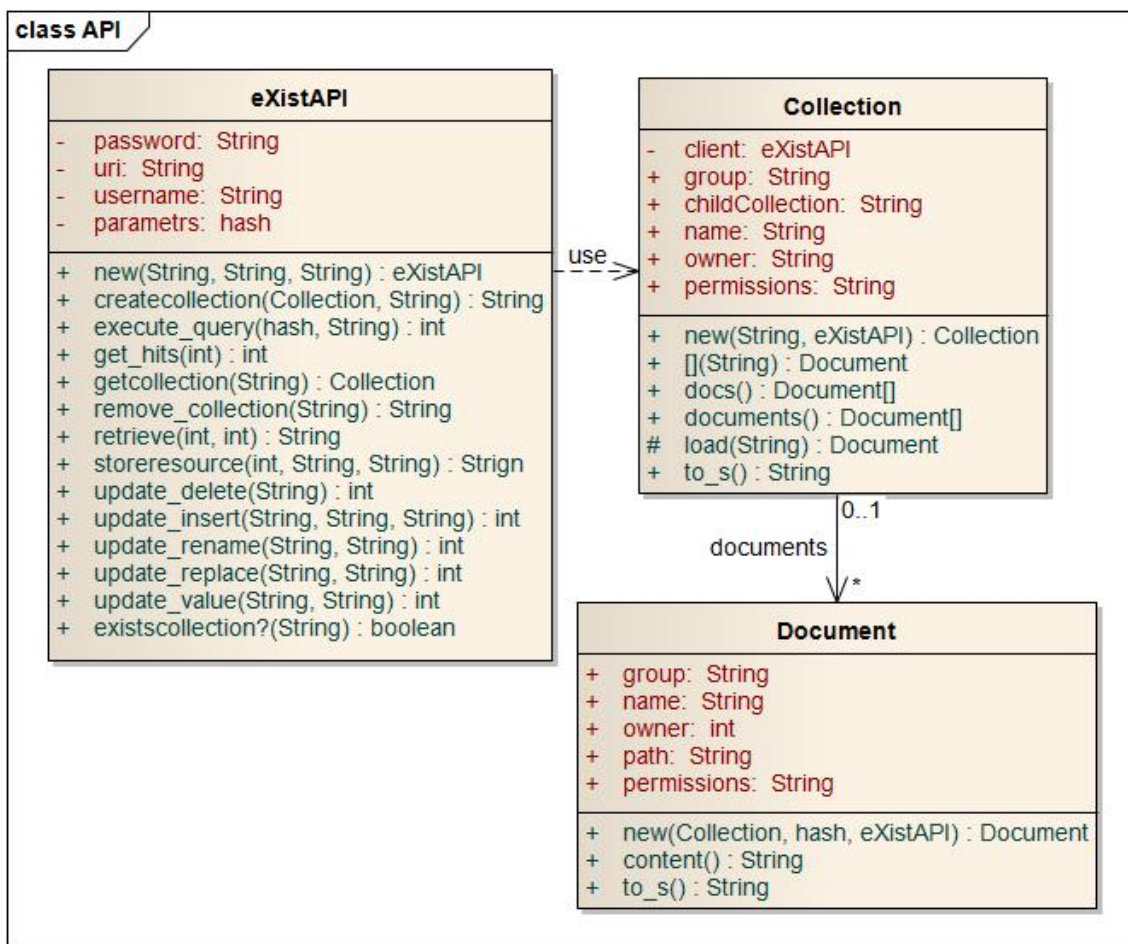 class API
eXistAPI
- password: String
- uri: String
- username: String
- parametrs: hash
+ new(String, String, String) : eXistAPI
+ createcollection(Collection, String) : String
+ execute_query(hash, String) : int
+ get_hits(int) : int
+ getcollection(String) : Collection
+ remove_collection(String) : String
+ retrieve(int, int) : String
+ storeresource(int, String, String) : Strign
+ update_delete(String) : int
+ update_insert(String, String, String) : int
+ update_rename(String, String) : int
+ update_replace(String, String) : int
+ update_value(String, String) : int
+ existscollection?(String) : boolean
use
Collection
- client: eXistAPI
+ group: String
+ childCollection: String
+ name: String
+ owner: String
+ permissions: String
+ new(String, eXistAPI) : Collection
+ [](String) : Document
+ docs() : Document[]
+ documents() : Document[]
# load(String) : Document
+ to_s() : String
0..1
documents
*
Document
+ group: String
+ name: String
+ owner: int
+ path: String
+ permissions: String
+ new(Collection, hash, eXistAPI) : Document
+ content() : String
+ to_s() : String